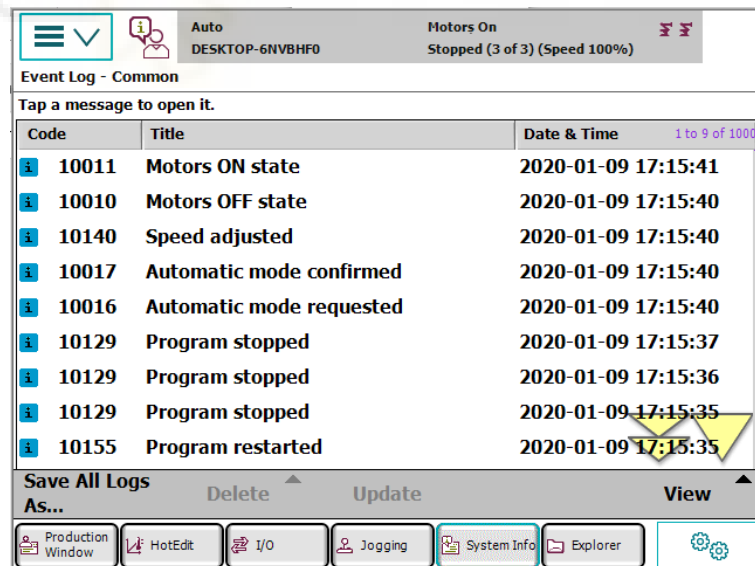 Auto
Motors On
DESKTOP-6NVBHF0
Stopped (3 of 3) (Speed 100%)
Event Log - Common
Tap a message to open it.
Code Title Date & Time 1 to 9 of 1000
10011 Motors ON state 2020-01-09 17:15:41
10010 Motors OFF state 2020-01-09 17:15:40
10140 Speed adjusted 2020-01-09 17:15:40
10017 Automatic mode confirmed 2020-01-09 17:15:40
10016 Automatic mode requested 2020-01-09 17:15:40
10129 Program stopped 2020-01-09 17:15:37
10129 Program stopped 2020-01-09 17:15:36
10129 Program stopped 2020-01-09 17:15:35
10155 Program restarted 2020-01-09 17:15:35
Save All Logs
As...
Delete Update View
Production
Window
HotEdit
I/O
Jogging
System Info
Explorer